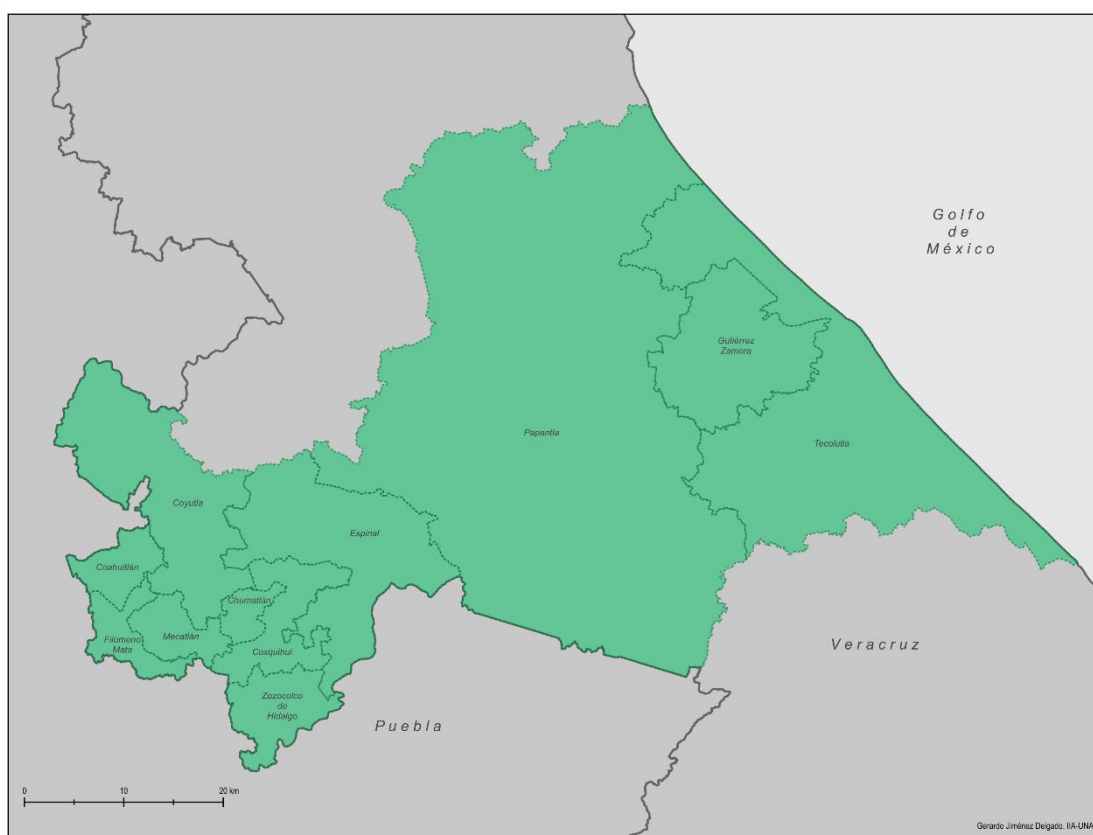 Golfo
de
México
Gutiérrez
Zamora
Papantla
Tecolutla
Coyutla
Espinal
Coahuitlán
Chumatlán
Filomeno
Mata
Mecatlán
Coxquihui
Veracruz
Zozocolco
de
Hidalgo
Puebla
0 10 20 km
Gerardo Jiménez Delgado, IIA-UNA